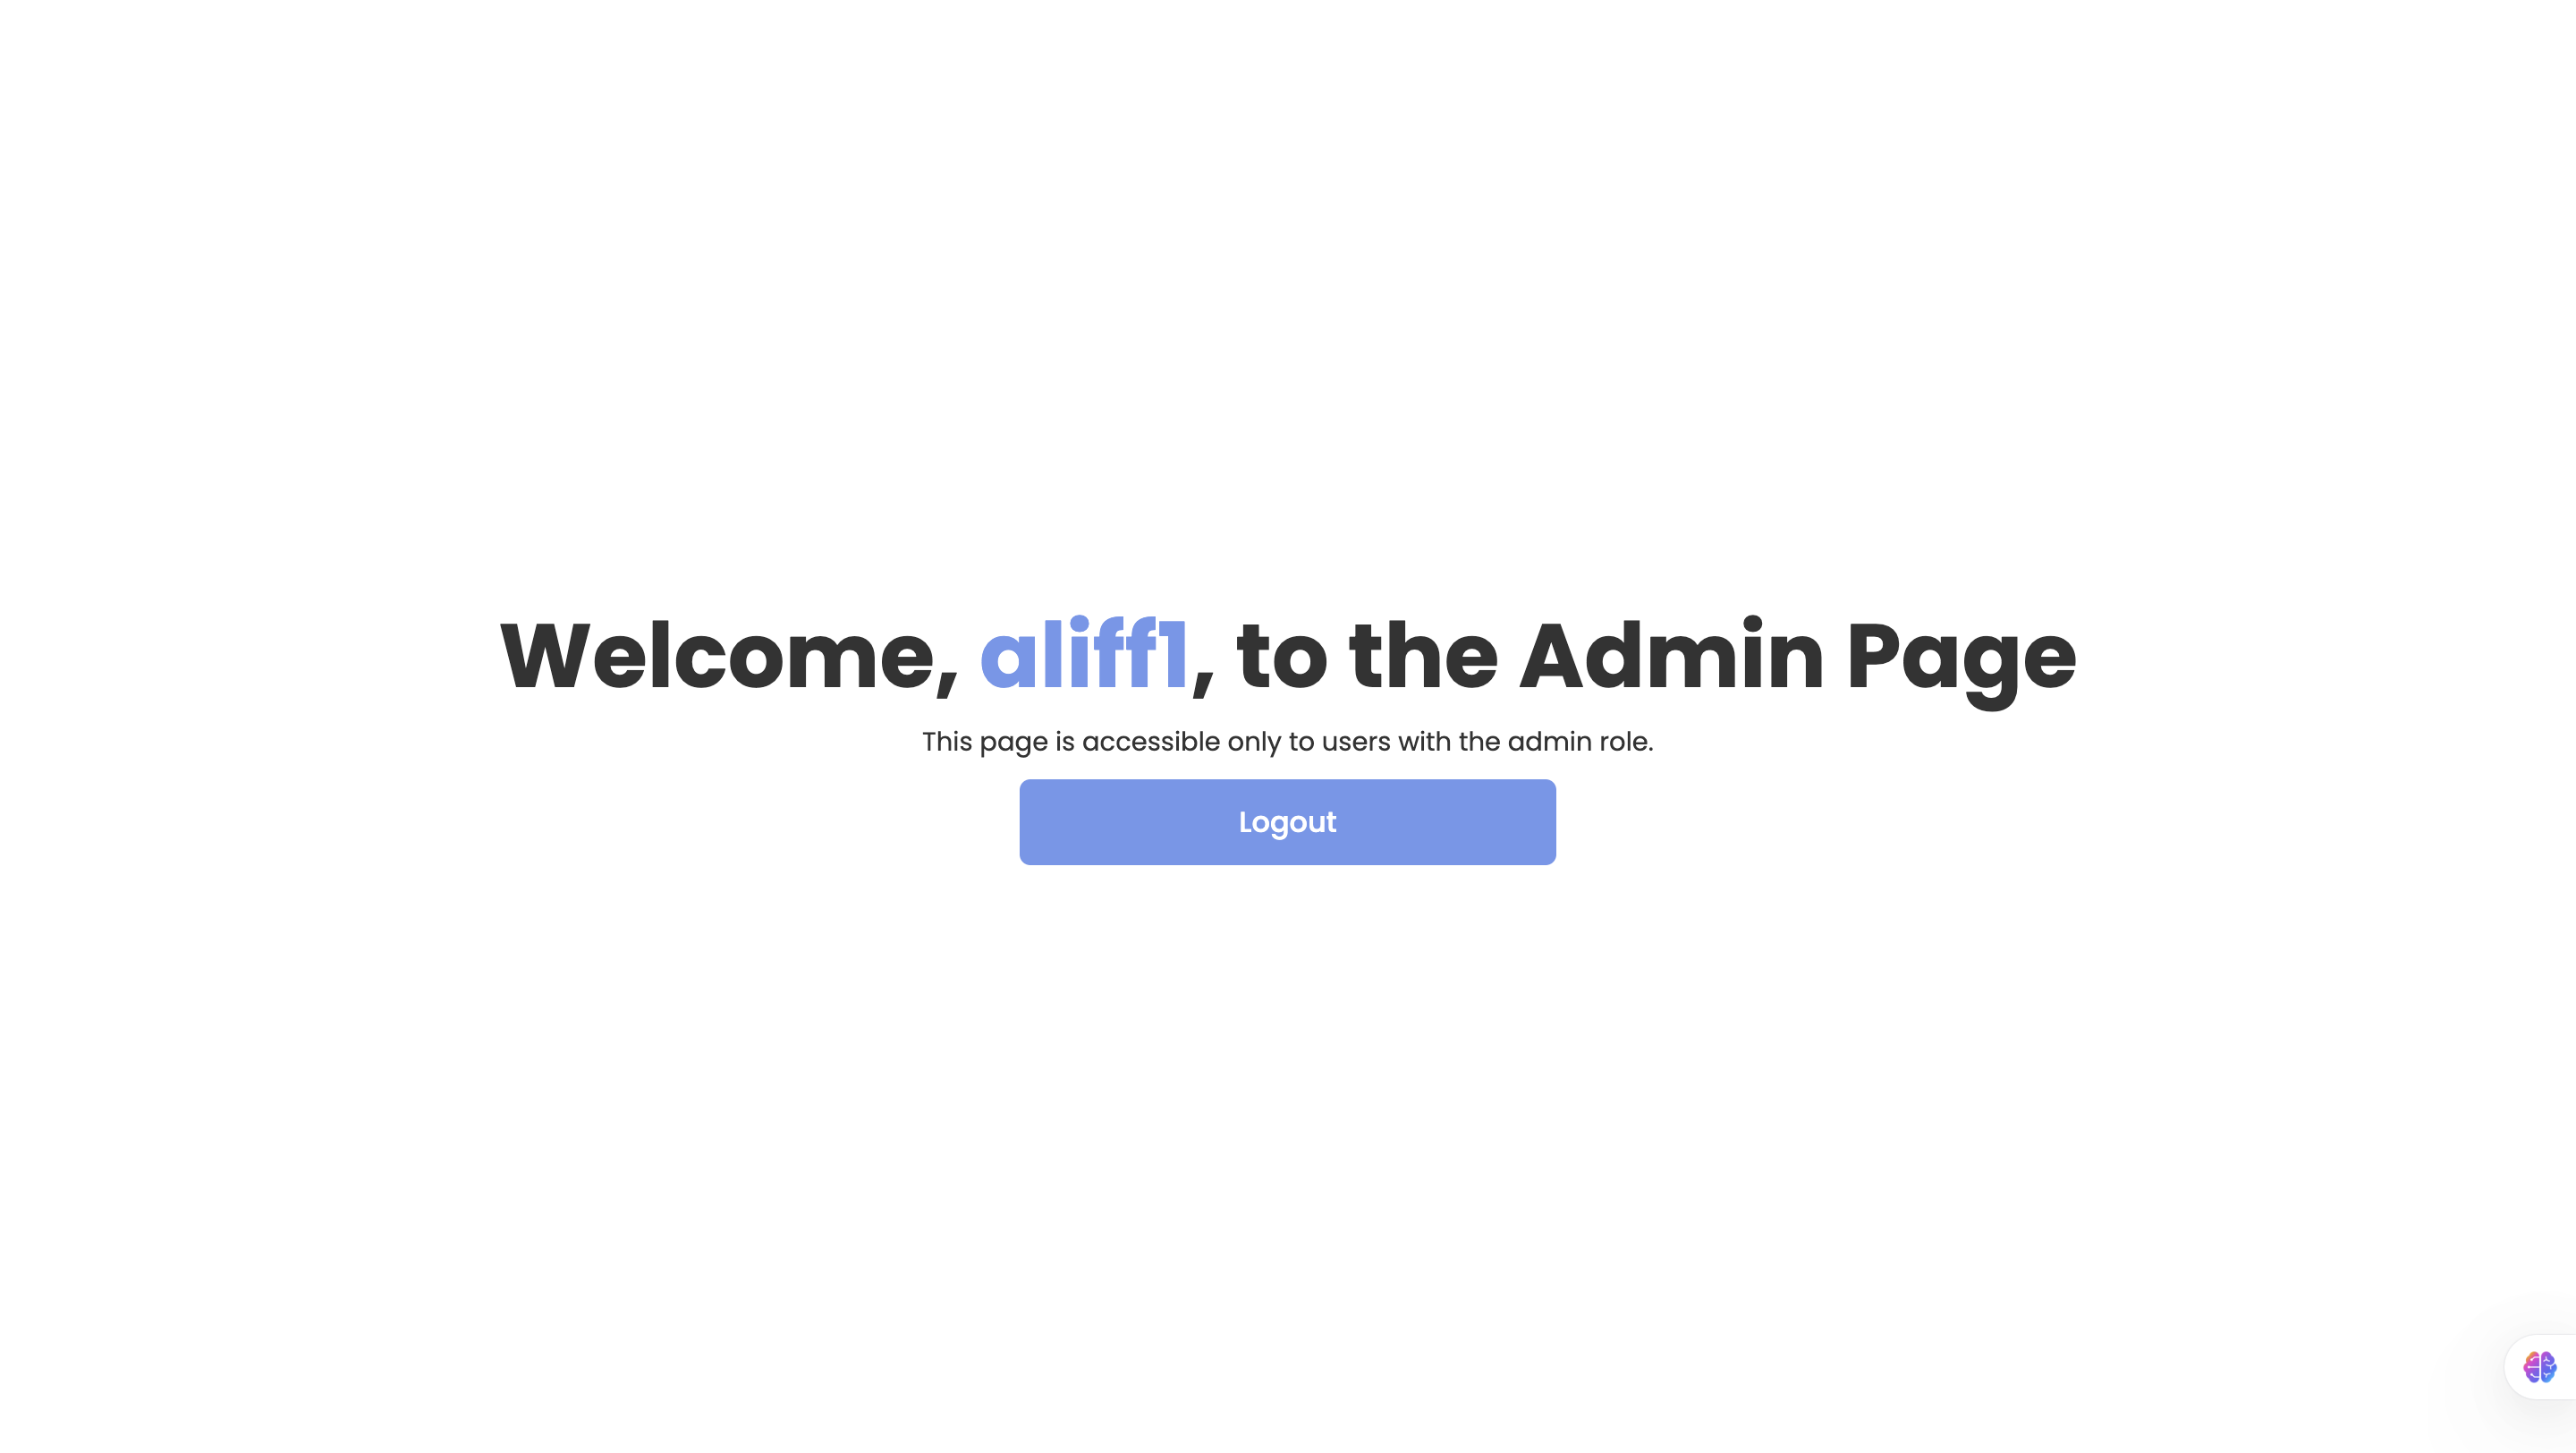 Welcome, aliff1, to the Admin Page
This page is accessible only to users with the admin role.
Logout